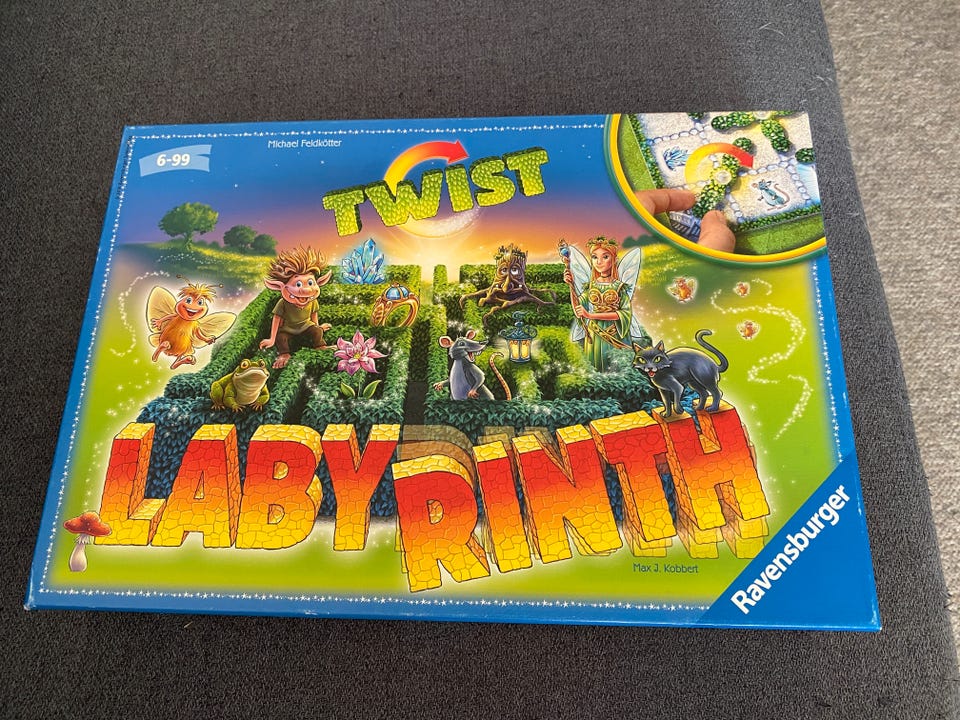 6-99
Michael Feldkötter
TWIST
LABYRINTH
Max J. Kobbert
Ravensburger